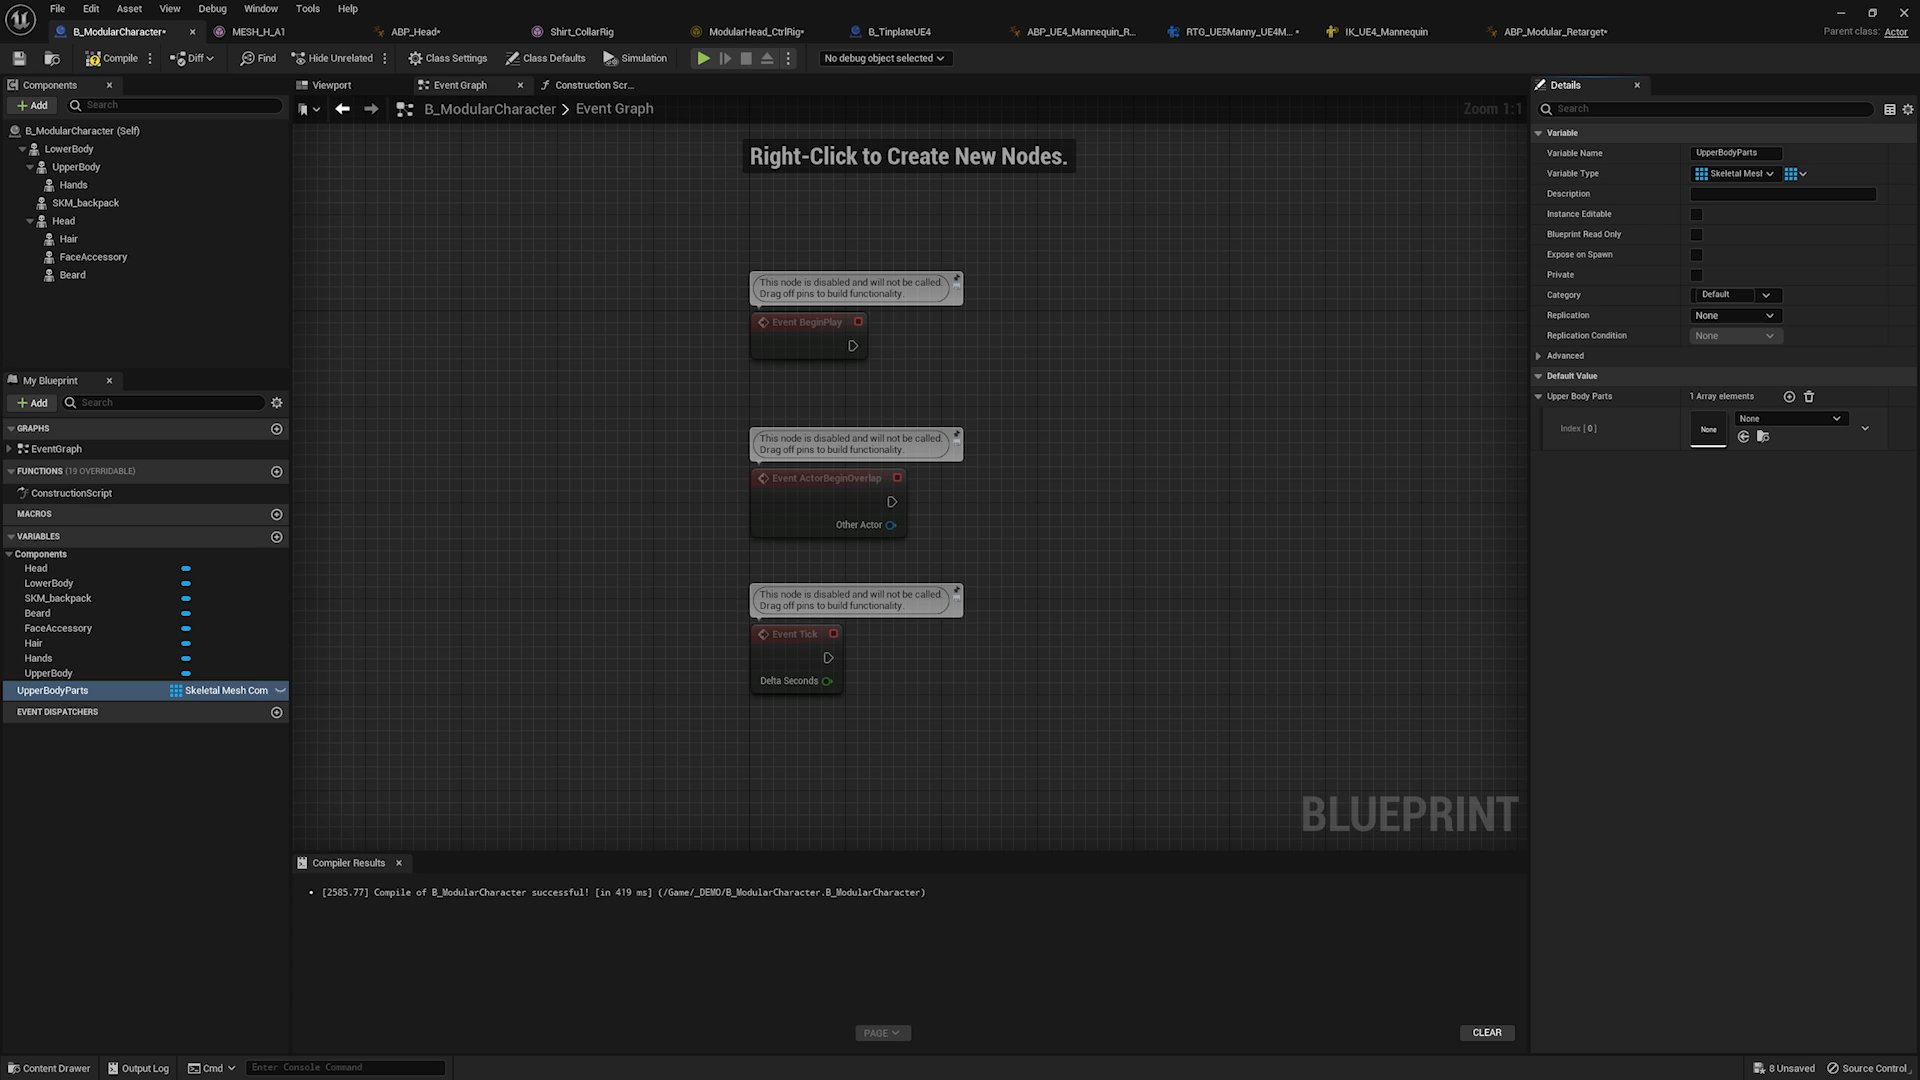 File Edit Asset View Debug Window Tools Help
B_ModularCharacter* MESH_H_A1 ABP_Head* Shirt_CollarRig ModularHead_CtrlRig* B_TinplateUE4 ABP_UE4_Mannequin_R... RTG_UE5Manny_UE4M... • IK_UE4_Mannequin ABP_Modular_Retarget* Parent class: Actor
Compile Diff Find Hide Unrelated Class Settings Class Defaults Simulation No debug object selected
Components
Add Search
B_ModularCharacter (Self)
LowerBody
UpperBody
Hands
SKM_backpack
Head
Hair
FaceAccessory
Beard
My Blueprint
Add Search
GRAPHS
EventGraph
FUNCTIONS (19 OVERRIDABLE)
ConstructionScript
MACROS
VARIABLES
Components
Head
LowerBody
SKM_backpack
Beard
FaceAccessory
Hair
Hands
UpperBody
UpperBodyParts Skeletal Mesh Com
EVENT DISPATCHERS
Viewport Event Graph Construction Scr...
B_ModularCharacter > Event Graph Zoom 1:1
Right-Click to Create New Nodes.
This node is disabled and will not be called.
Drag off pins to build functionality.
Event BeginPlay
This node is disabled and will not be called.
Drag off pins to build functionality.
Event ActorBeginOverlap
Other Actor
This node is disabled and will not be called.
Drag off pins to build functionality.
Event Tick
Delta Seconds
BLUEPRINT
Compiler Results
• [2585.77] Compile of B_ModularCharacter successful! [in 419 ms] (/Game/_DEMO/B_ModularCharacter.B_ModularCharacter)
PAGE CLEAR
Details
Search
Variable
Variable Name UpperBodyParts
Variable Type Skeletal Mesh
Description
Instance Editable
Blueprint Read Only
Expose on Spawn
Private
Category Default
Replication None
Replication Condition None
Advanced
Default Value
Upper Body Parts 1 Array elements
Index [ 0 ] None None
Content Drawer Output Log Cmd Enter Console Command 8 Unsaved Source Control